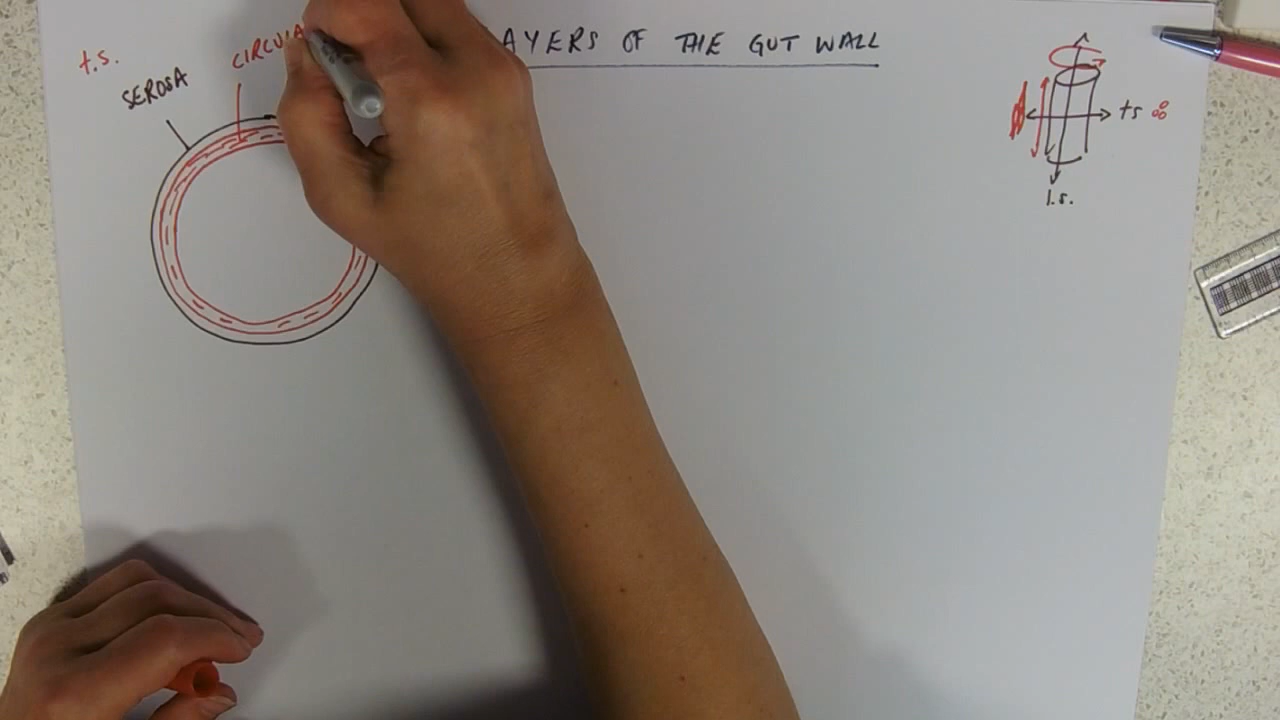 AYERS OF THE GUT WALL
t.s.
SEROSA
CIRCULA
ts
l.s.